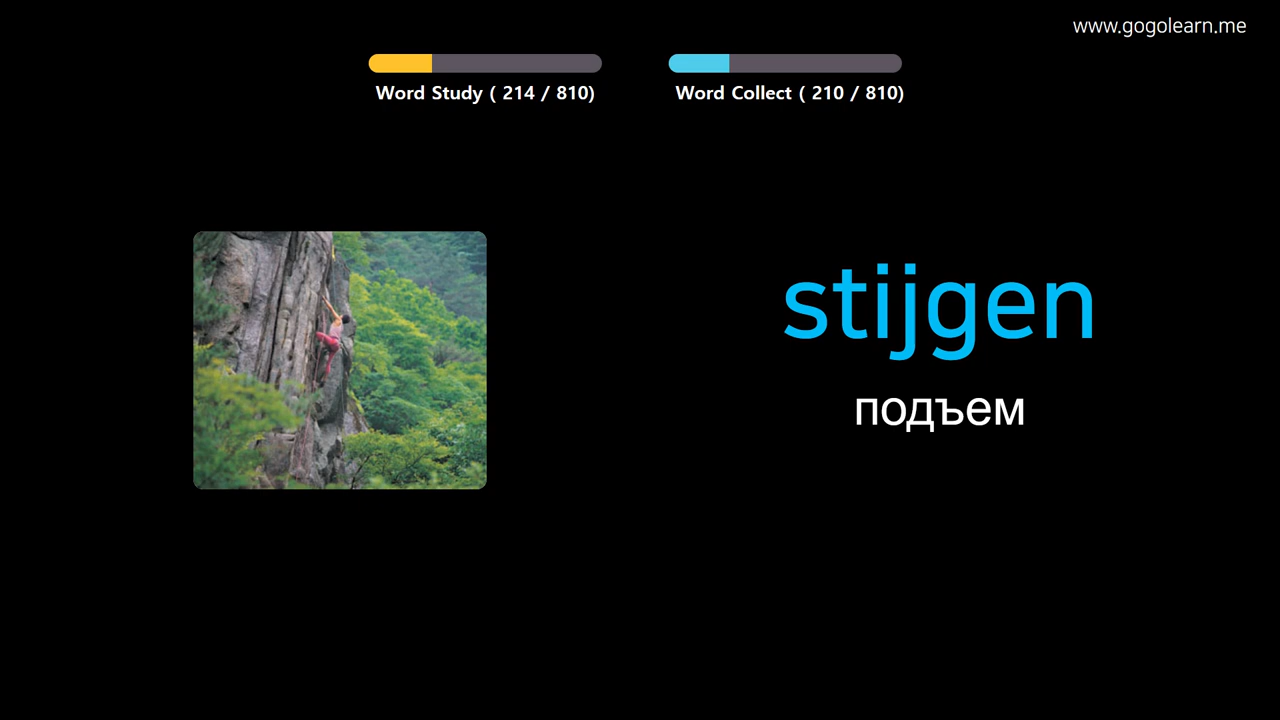 www.gogolearn.me
Word Study ( 214 / 810)
Word Collect ( 210 / 810)
stijgen
подъем